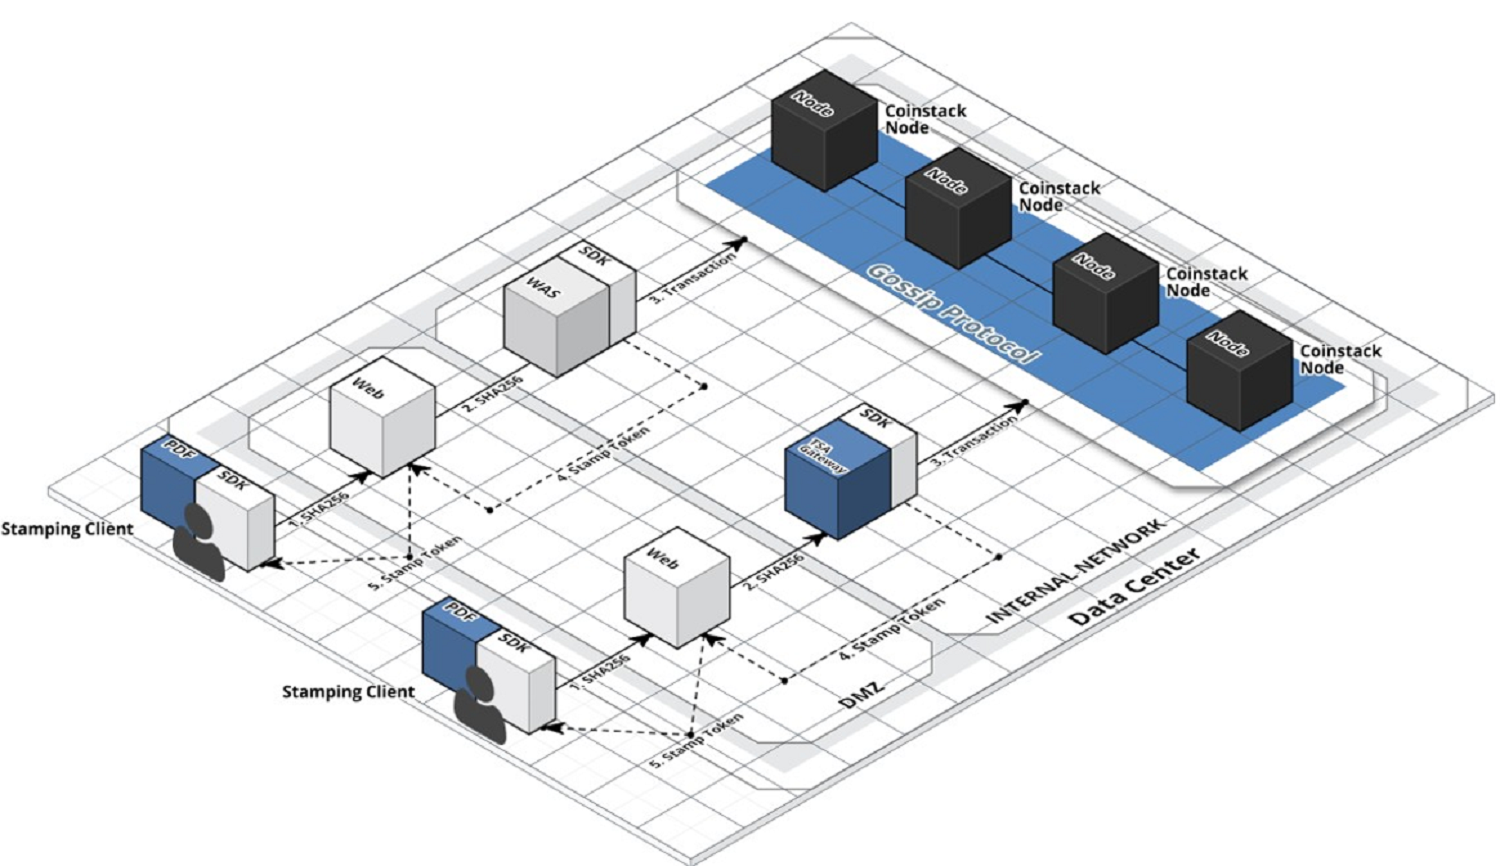 Node
Coinstack
Node
Node
Coinstack
Node
Node
Coinstack
Node
Node
Coinstack
Node
Gossip Protocol
SDK
WAS
3. Transaction
Web
2. SHA256
4. Stamp Token
PDF
SDK
Stamping Client
1. SHA256
5. Stamp Token
SDK
TSA
Gateway
3. Transaction
Web
2. SHA256
4. Stamp Token
PDF
SDK
Stamping Client
1. SHA256
5. Stamp Token
DMZ
INTERNAL NETWORK
Data Center